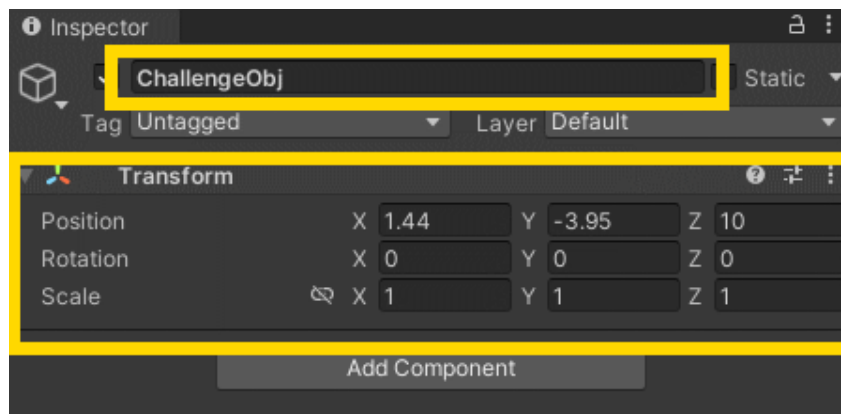 Inspector
ChallengeObj Static
Tag Untagged Layer Default
Transform
Position X 1.44 Y -3.95 Z 10
Rotation X 0 Y 0 Z 0
Scale X 1 Y 1 Z 1
Add Component